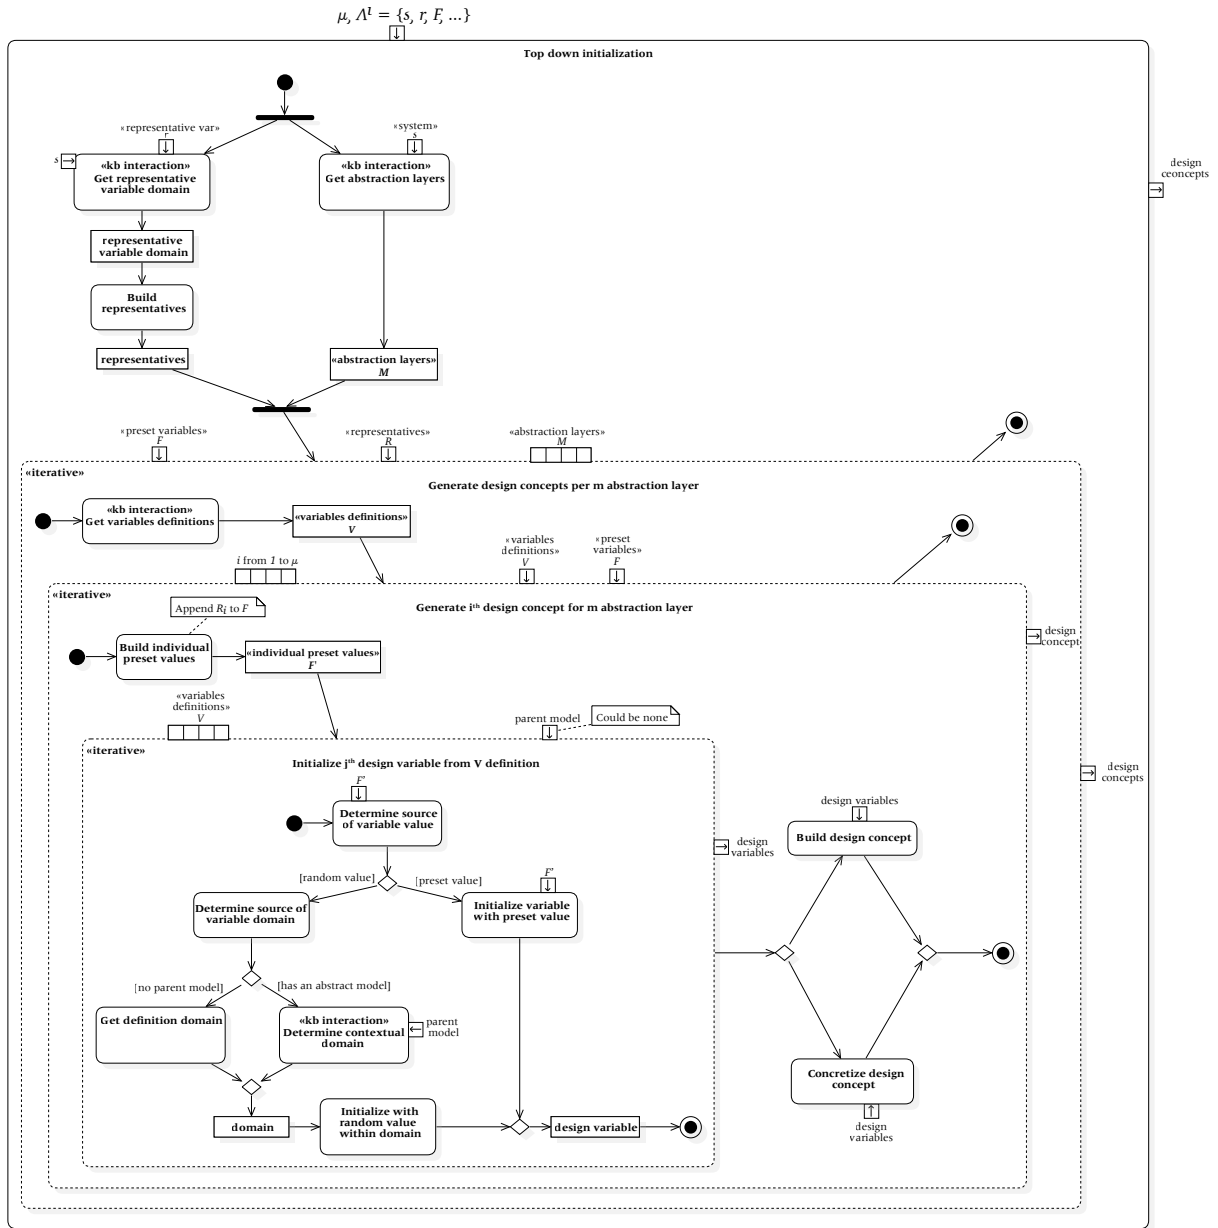 μ, Λˡ = {s, r, F, ...}
Top down initialization
«representative var»
r
«system»
s
s
«kb interaction»
Get representative
variable domain
«kb interaction»
Get abstraction layers
design
ceoncepts
representative
variable domain
Build
representatives
representatives
«abstraction layers»
M
«preset variables»
F
«representatives»
R
«abstraction layers»
M
«iterative»
Generate design concepts per m abstraction layer
«kb interaction»
Get variables definitions
«variables definitions»
V
i from 1 to μ
«variables
definitions»
V
«preset
variables»
F
«iterative»
Generate iᵗʰ design concept for m abstraction layer
Append Ri to F
Build individual
preset values
«individual preset values»
F'
design
concept
«variables
definitions»
V
parent model
Could be none
«iterative»
Initialize jᵗʰ design variable from V definition
design
concepts
F'
Determine source
of variable value
design variables
Build design concept
design
variables
[random value]
[preset value]
F'
Determine source of
variable domain
Initialize variable
with preset value
[no parent model]
[has an abstract model]
Get definition domain
«kb interaction»
Determine contextual
domain
parent
model
Concretize design
concept
domain
Initialize with
random value
within domain
design variable
design
variables